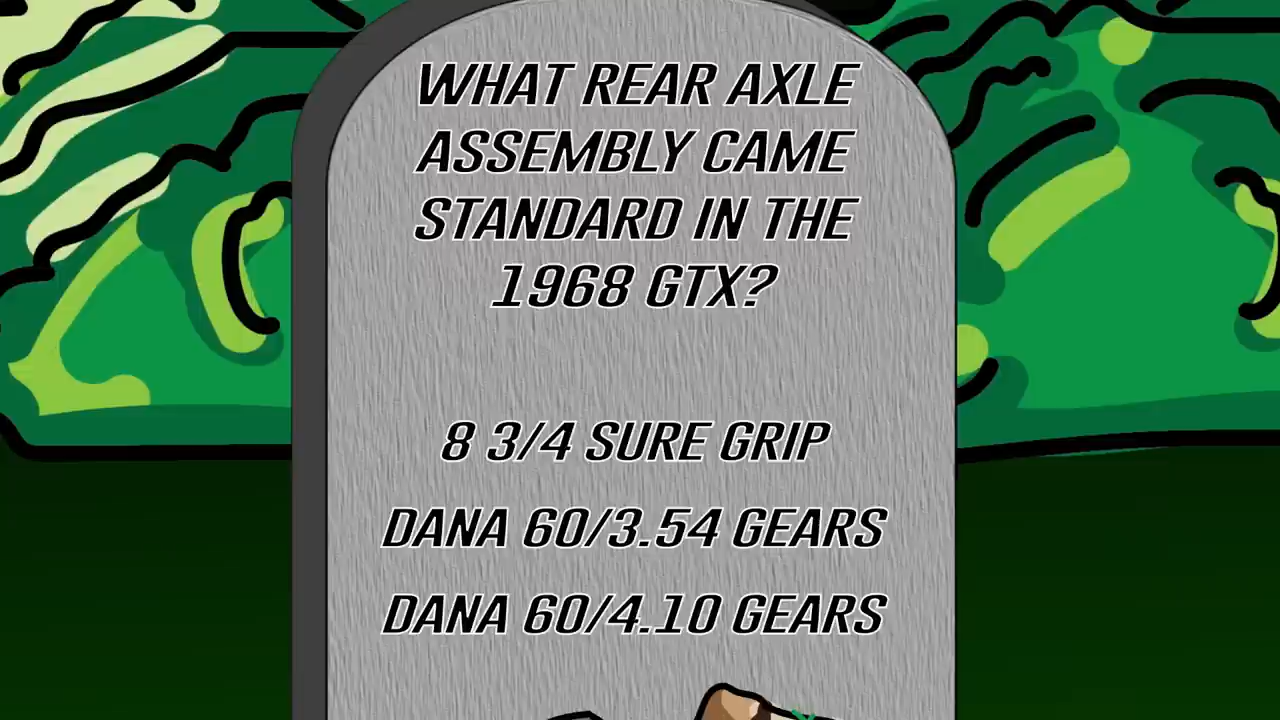 WHAT REAR AXLE
ASSEMBLY CAME
STANDARD IN THE
1968 GTX?
8 3/4 SURE GRIP
DANA 60/3.54 GEARS
DANA 60/4.10 GEARS